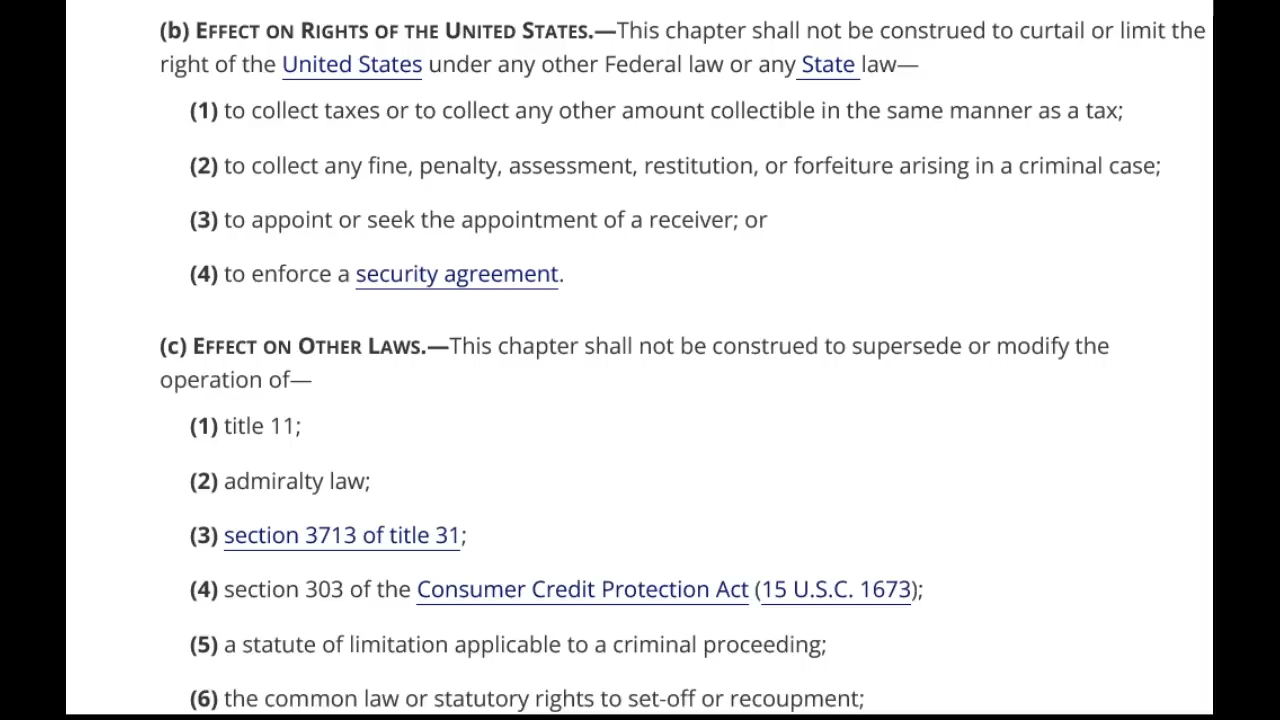 (b) EFFECT ON RIGHTS OF THE UNITED STATES.—This chapter shall not be construed to curtail or limit the
right of the United States under any other Federal law or any State law—
(1) to collect taxes or to collect any other amount collectible in the same manner as a tax;
(2) to collect any fine, penalty, assessment, restitution, or forfeiture arising in a criminal case;
(3) to appoint or seek the appointment of a receiver; or
(4) to enforce a security agreement.
(c) EFFECT ON OTHER LAWS.—This chapter shall not be construed to supersede or modify the
operation of—
(1) title 11;
(2) admiralty law;
(3) section 3713 of title 31;
(4) section 303 of the Consumer Credit Protection Act (15 U.S.C. 1673);
(5) a statute of limitation applicable to a criminal proceeding;
(6) the common law or statutory rights to set-off or recoupment;